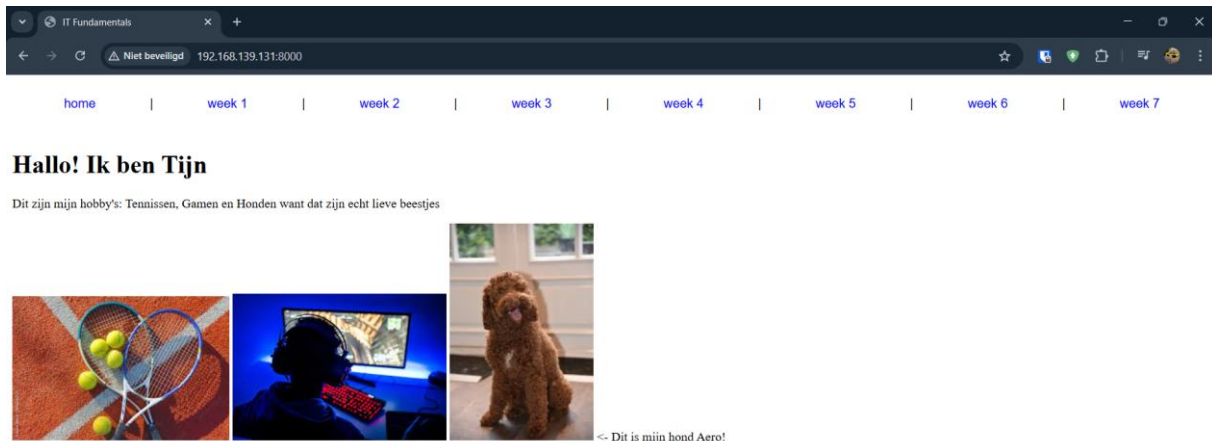 IT Fundamentals
Niet beveiligd 192.168.139.131:8000
home | week 1 | week 2 | week 3 | week 4 | week 5 | week 6 | week 7
Hallo! Ik ben Tijn
Dit zijn mijn hobby's: Tennissen, Gamen en Honden want dat zijn echt lieve beestjes
<- Dit is mijn hond Aero!